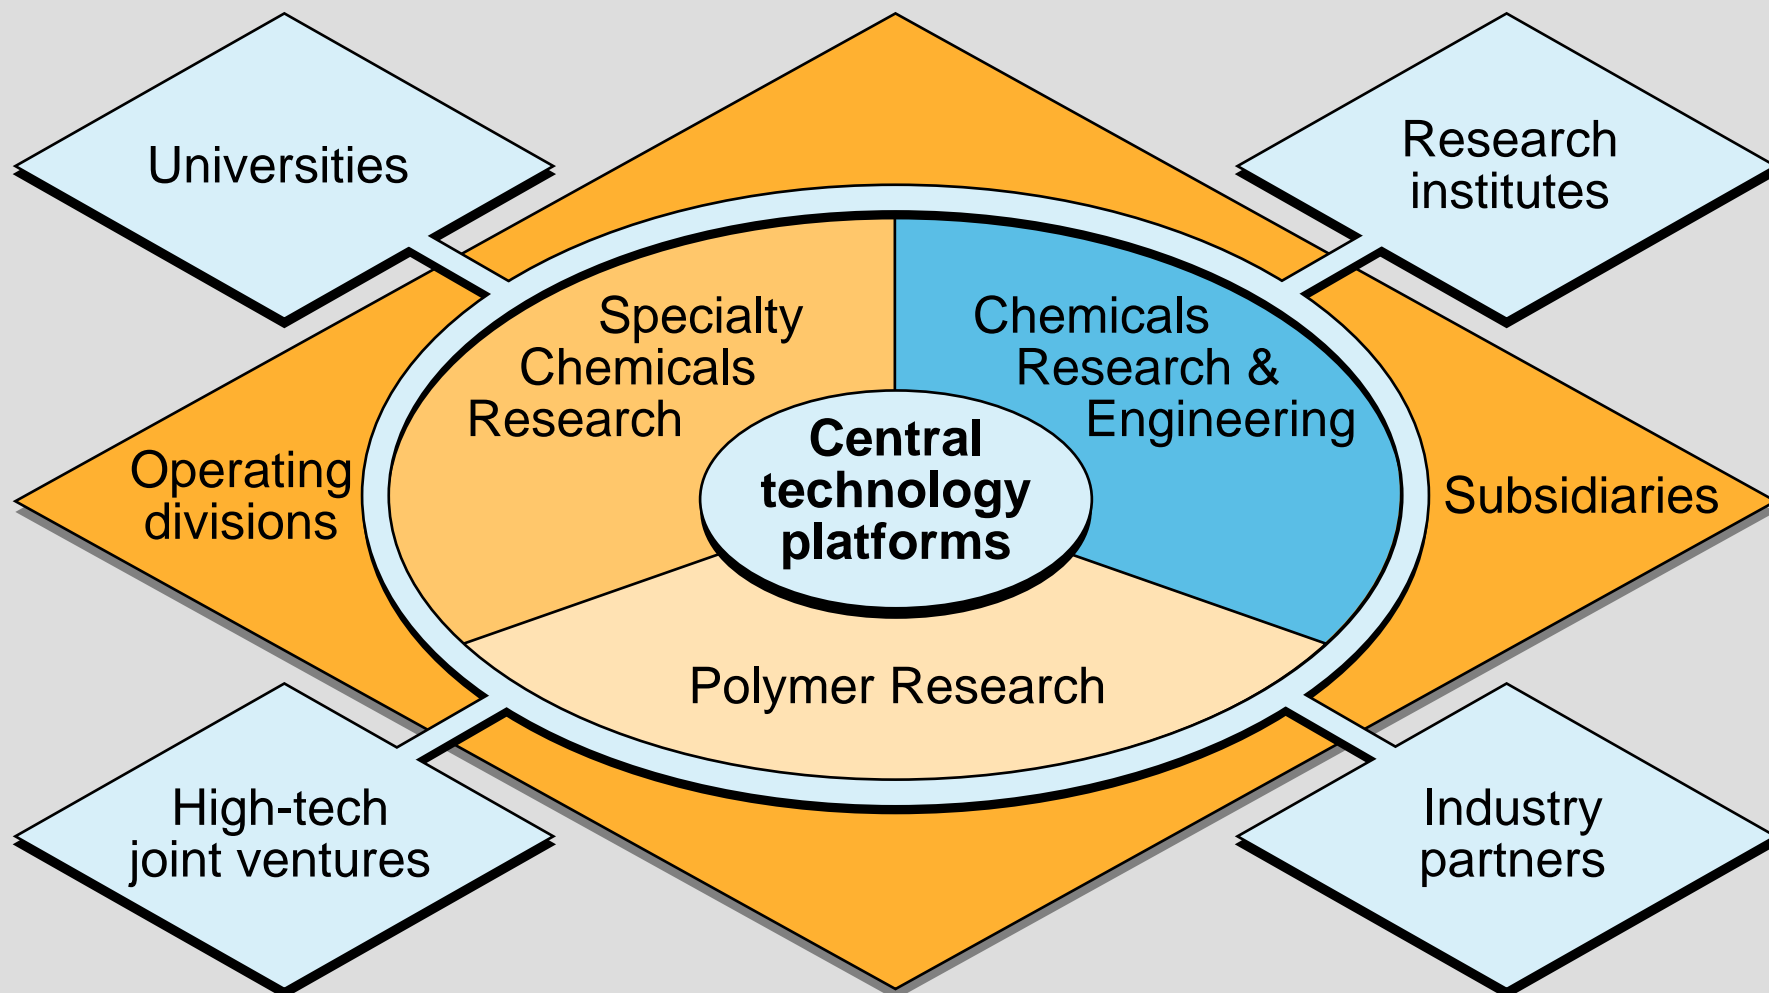 Universities
Research
institutes
Specialty
Chemicals
Research
Chemicals
Research &
Engineering
Central
technology
platforms
Operating
divisions
Subsidiaries
Polymer Research
High-tech
joint ventures
Industry
partners